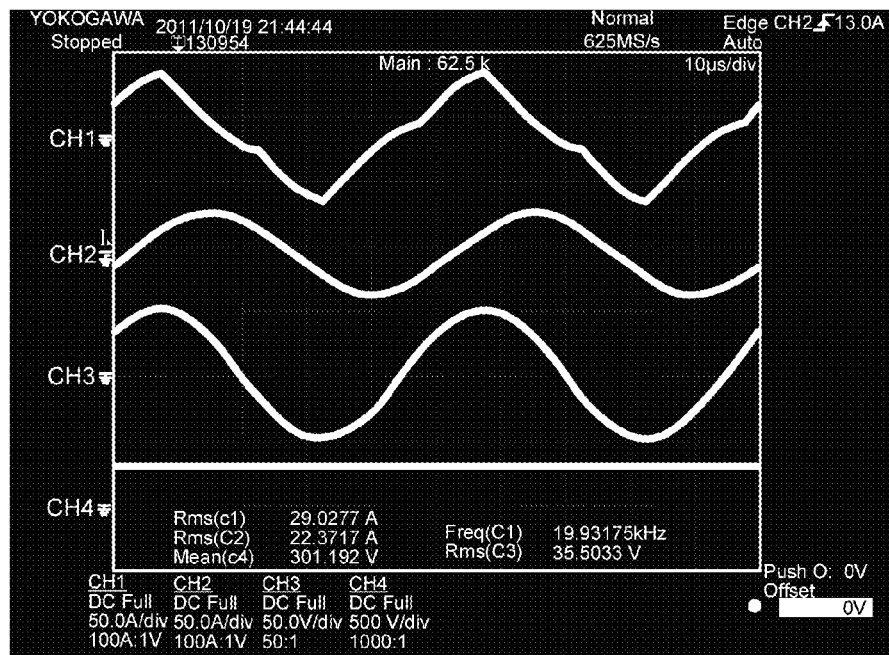 YOKOGAWA 2011/10/19 21:44:44 Normal Edge CH2 13.0A
Stopped 130954 625MS/s Auto
Main : 62.5 k 10µs/div
CH1
CH2
CH3
CH4
Rms(c1) 29.0277 A
Rms(C2) 22.3717 A Freq(C1) 19.93175kHz
Mean(c4) 301.192 V Rms(C3) 35.5033 V
CH1 CH2 CH3 CH4 Push O: 0V
DC Full DC Full DC Full DC Full Offset
50.0A/div 50.0A/div 50.0V/div 500 V/div 0V
100A:1V 100A:1V 50:1 1000:1